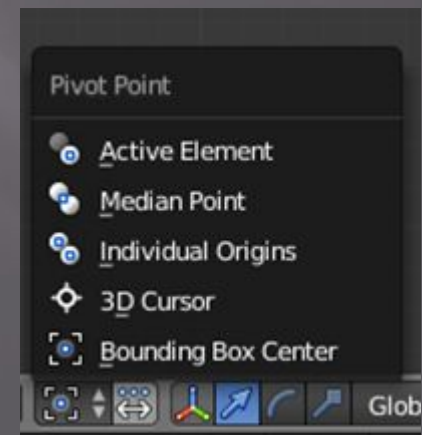 Pivot Point
Active Element
Median Point
Individual Origins
3D Cursor
Bounding Box Center
Glob